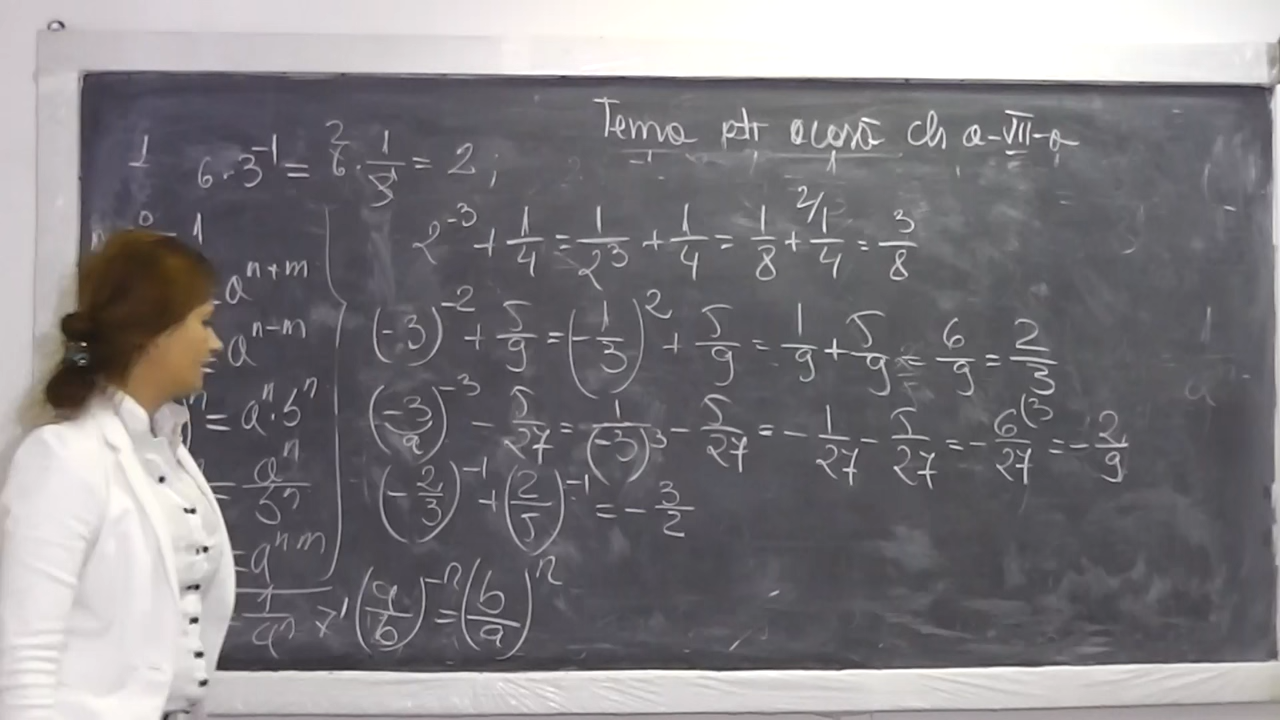 Tema ptr acasă cls a-VII-a
1 6·3⁻¹ = 6·1/3 = 2;
2⁻³ + 1/4 = 1/2³ + 1/4 = 1/8 + ²⁾1/4 = 3/8
aⁿ⁺ᵐ
(-3)⁻² + 5/9 = (-1/3)² + 5/9 = 1/9 + 5/9 = 6/9 = 2/3
= aⁿ⁻ᵐ
(-3)⁻³ - 5/27 = 1/(-3)³ - 5/27 = -1/27 - 5/27 = -6/27⁽³ = -2/9
= aⁿ·bⁿ
(-2/3)⁻¹ + (2/5)⁻¹ = -3/2
= aⁿ/bⁿ
= aⁿᵐ
1/aⁿ (a/b)⁻ⁿ = (b/a)ⁿ